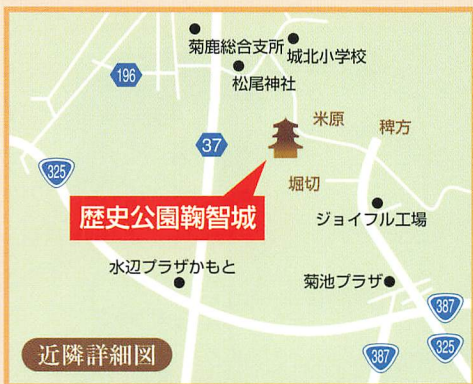 菊鹿総合支所
城北小学校
松尾神社
196
米原
稗方
37
325
堀切
歴史公園鞠智城
ジョイフル工場
水辺プラザかもと
菊池プラザ
387
325
387
近隣詳細図